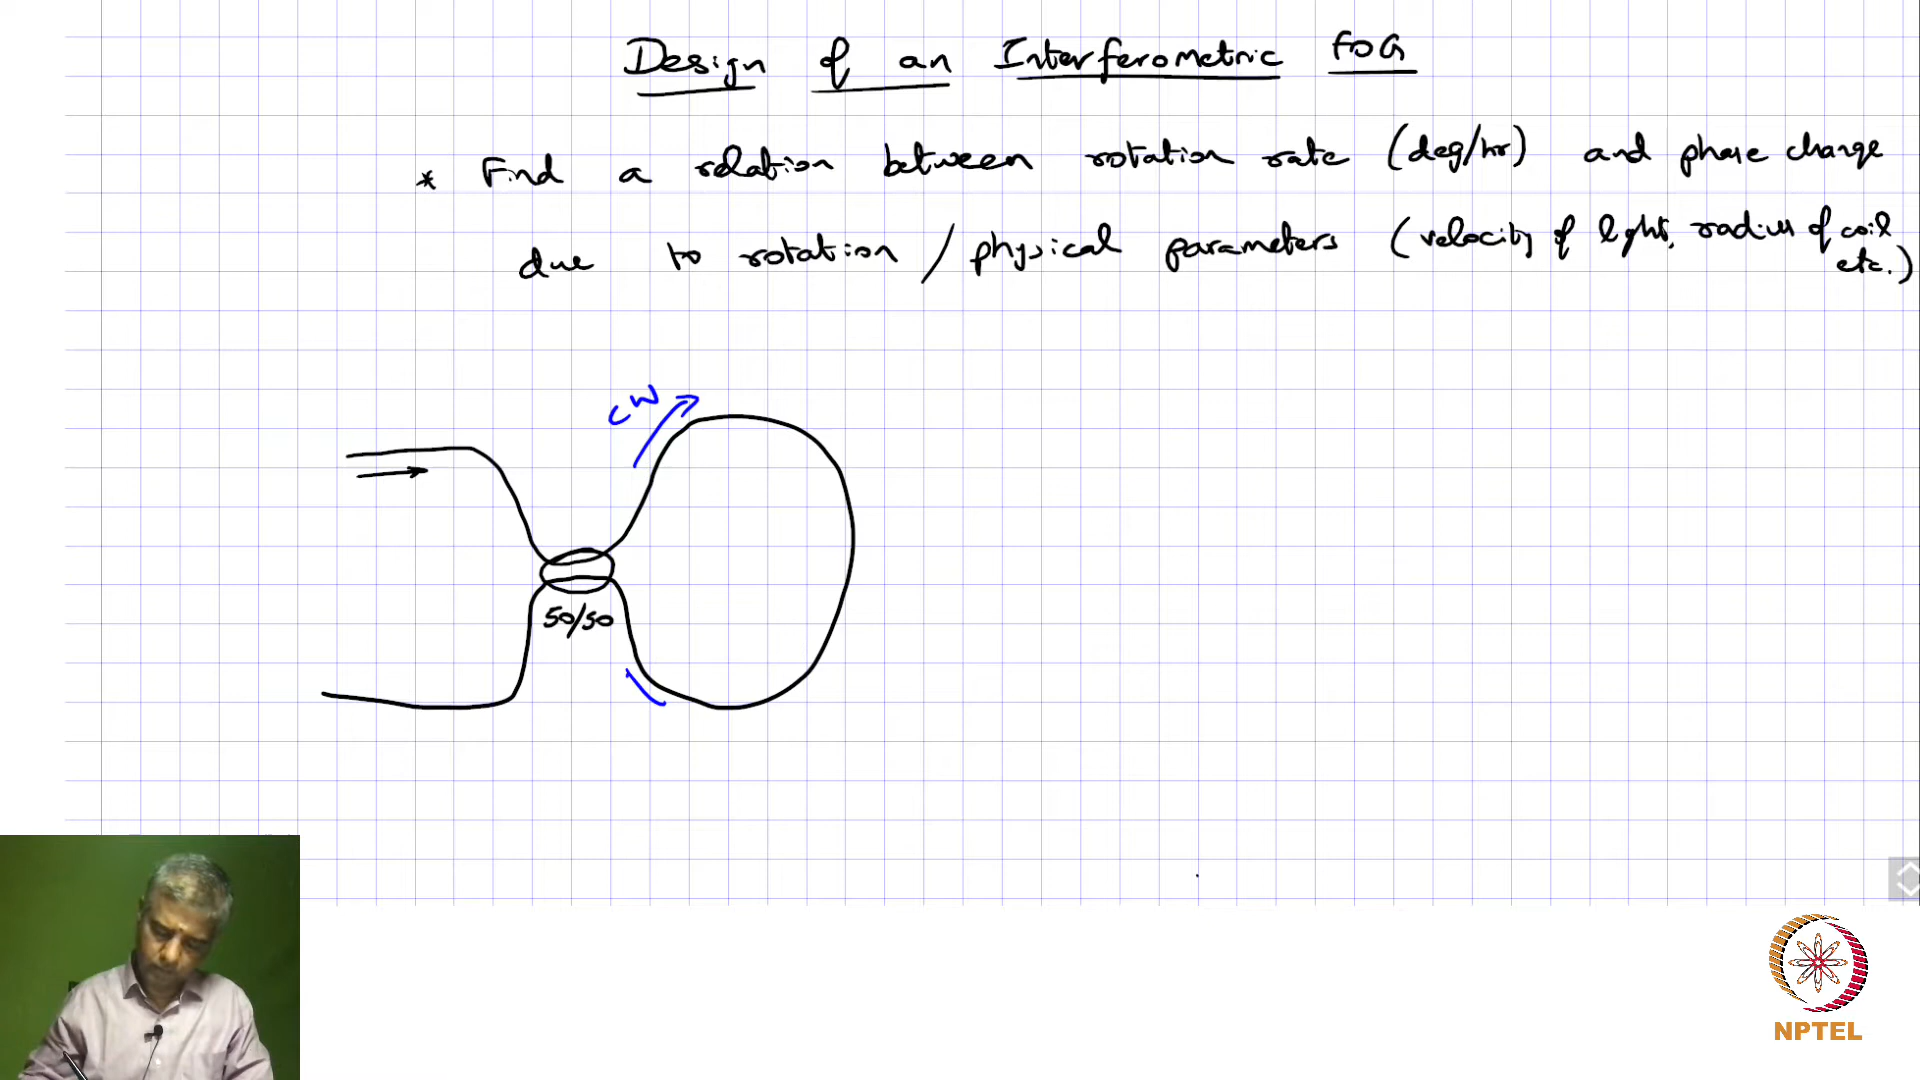 Design of an Interferometric FOG
* Find a relation between rotation rate (deg/hr) and phase change
due to rotation / physical parameters (velocity of light, radius of coil
etc.)
CW
50/50
NPTEL